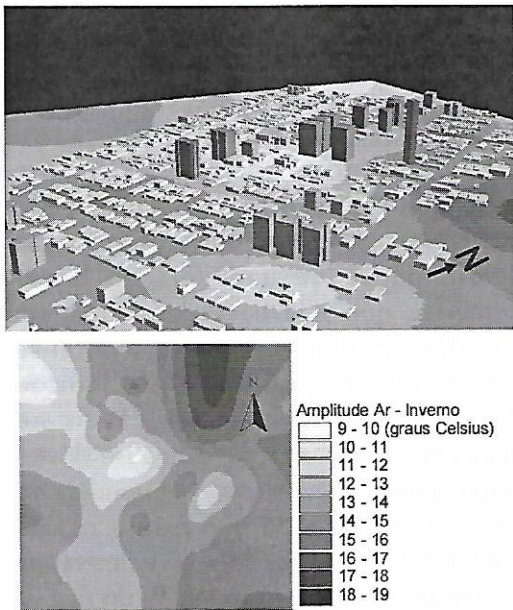 N
N
Amplitude Ar - Inverno
9 - 10 (graus Celsius)
10 - 11
11 - 12
12 - 13
13 - 14
14 - 15
15 - 16
16 - 17
17 - 18
18 - 19